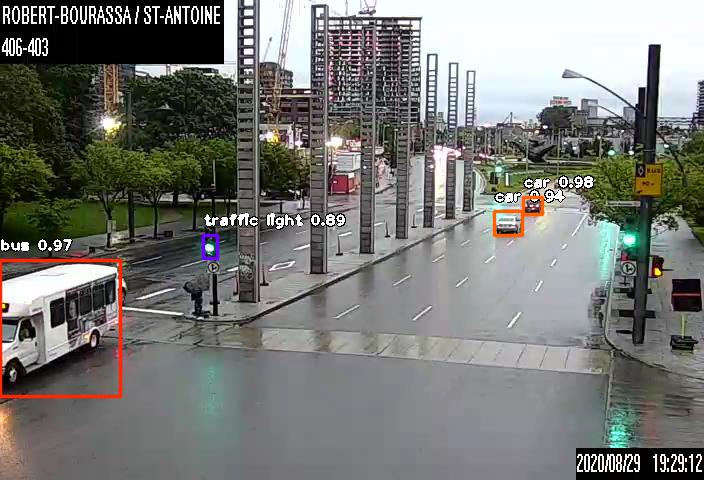 ROBERT-BOURASSA / ST-ANTOINE
406-403
car 0.98
car 0.94
traffic light 0.89
bus 0.97
2020/08/29 19:29:12